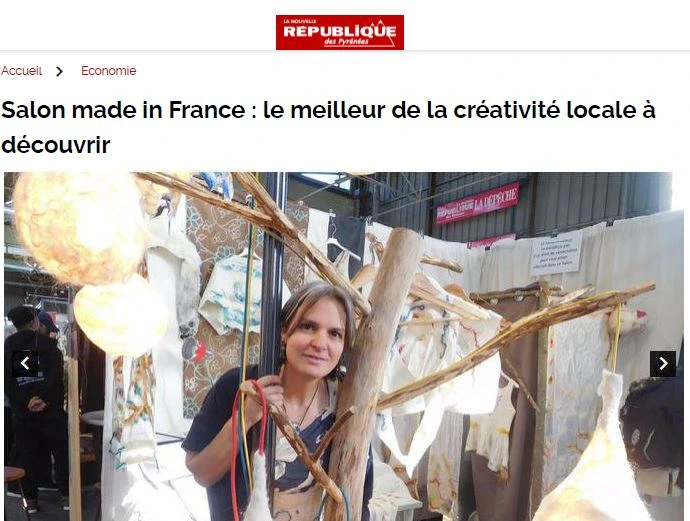 LA NOUVELLE
RÉPUBLIQUE
des Pyrénées
Accueil
Economie
Salon made in France : le meilleur de la créativité locale à
découvrir
RÉPUBLIQUE
LA DÉPÊCHE